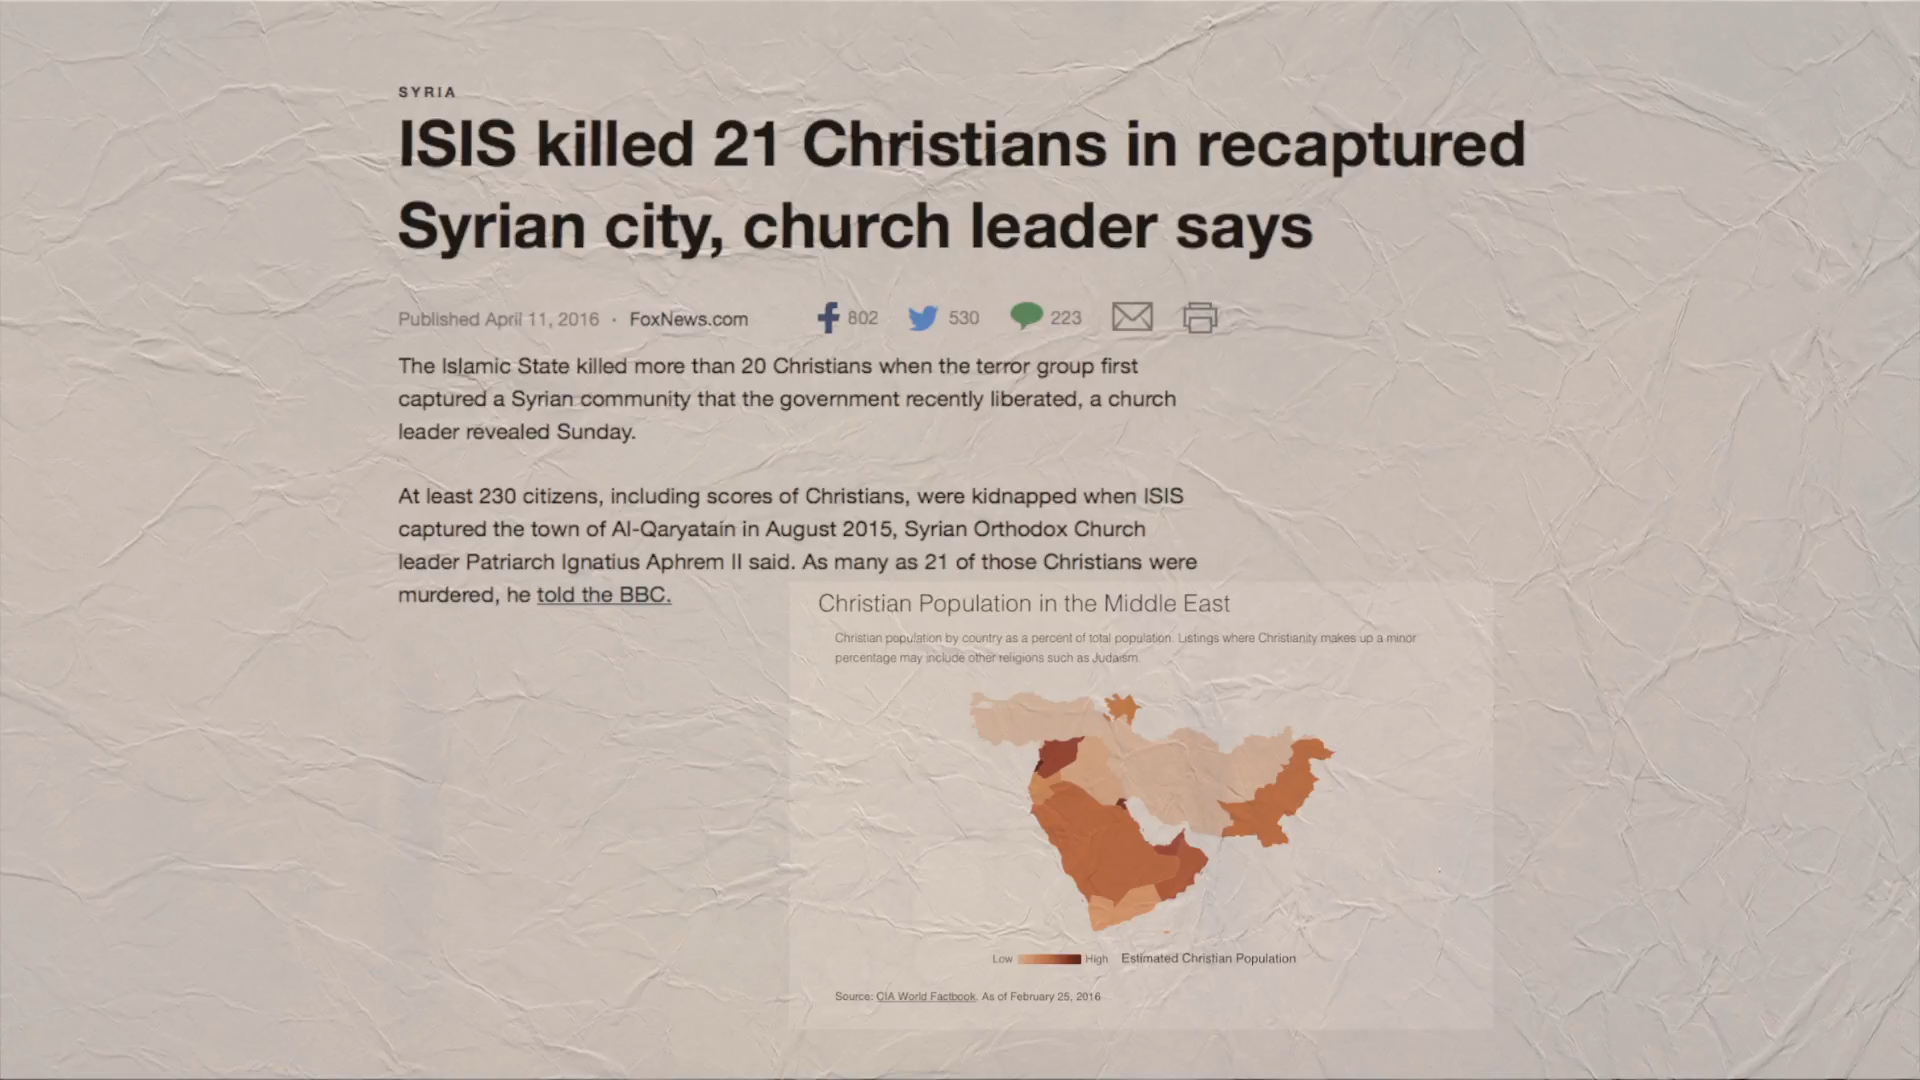 SYRIA
ISIS killed 21 Christians in recaptured
Syrian city, church leader says
Published April 11, 2016 · FoxNews.com 802 530 223
The Islamic State killed more than 20 Christians when the terror group first
captured a Syrian community that the government recently liberated, a church
leader revealed Sunday.
At least 230 citizens, including scores of Christians, were kidnapped when ISIS
captured the town of Al-Qaryatain in August 2015, Syrian Orthodox Church
leader Patriarch Ignatius Aphrem II said. As many as 21 of those Christians were
murdered, he told the BBC.
Christian Population in the Middle East
Christian population by country as a percent of total population. Listings where Christianity makes up a minor
percentage may include other religions such as Judaism.
Low High Estimated Christian Population
Source: CIA World Factbook. As of February 25, 2016